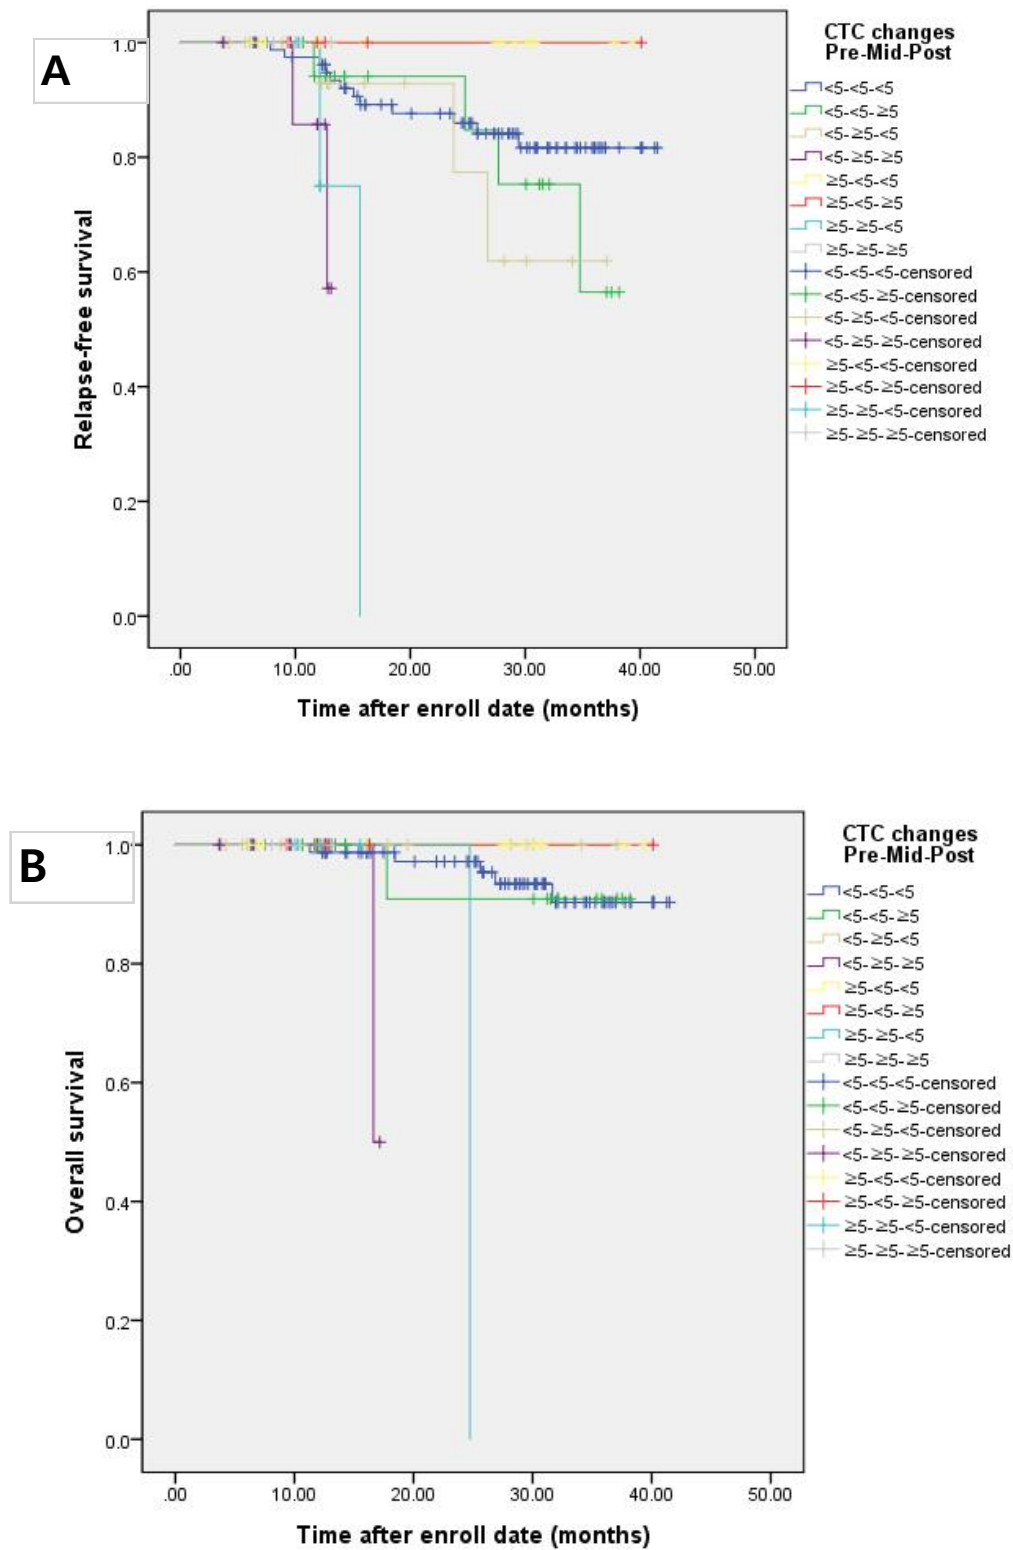 A
CTC changes
Pre-Mid-Post
<5-<5-<5
<5-<5-≥5
<5-≥5-<5
<5-≥5-≥5
≥5-<5-<5
≥5-<5-≥5
≥5-≥5-<5
≥5-≥5-≥5
<5-<5-<5-censored
<5-<5-≥5-censored
<5-≥5-<5-censored
<5-≥5-≥5-censored
≥5-<5-<5-censored
≥5-<5-≥5-censored
≥5-≥5-<5-censored
≥5-≥5-≥5-censored
Relapse-free survival
1.0
0.8
0.6
0.4
0.2
0.0
.00 10.00 20.00 30.00 40.00 50.00
Time after enroll date (months)
B
CTC changes
Pre-Mid-Post
<5-<5-<5
<5-<5-≥5
<5-≥5-<5
<5-≥5-≥5
≥5-<5-<5
≥5-<5-≥5
≥5-≥5-<5
≥5-≥5-≥5
<5-<5-<5-censored
<5-<5-≥5-censored
<5-≥5-<5-censored
<5-≥5-≥5-censored
≥5-<5-<5-censored
≥5-<5-≥5-censored
≥5-≥5-<5-censored
≥5-≥5-≥5-censored
Overall survival
1.0
0.8
0.6
0.4
0.2
0.0
.00 10.00 20.00 30.00 40.00 50.00
Time after enroll date (months)